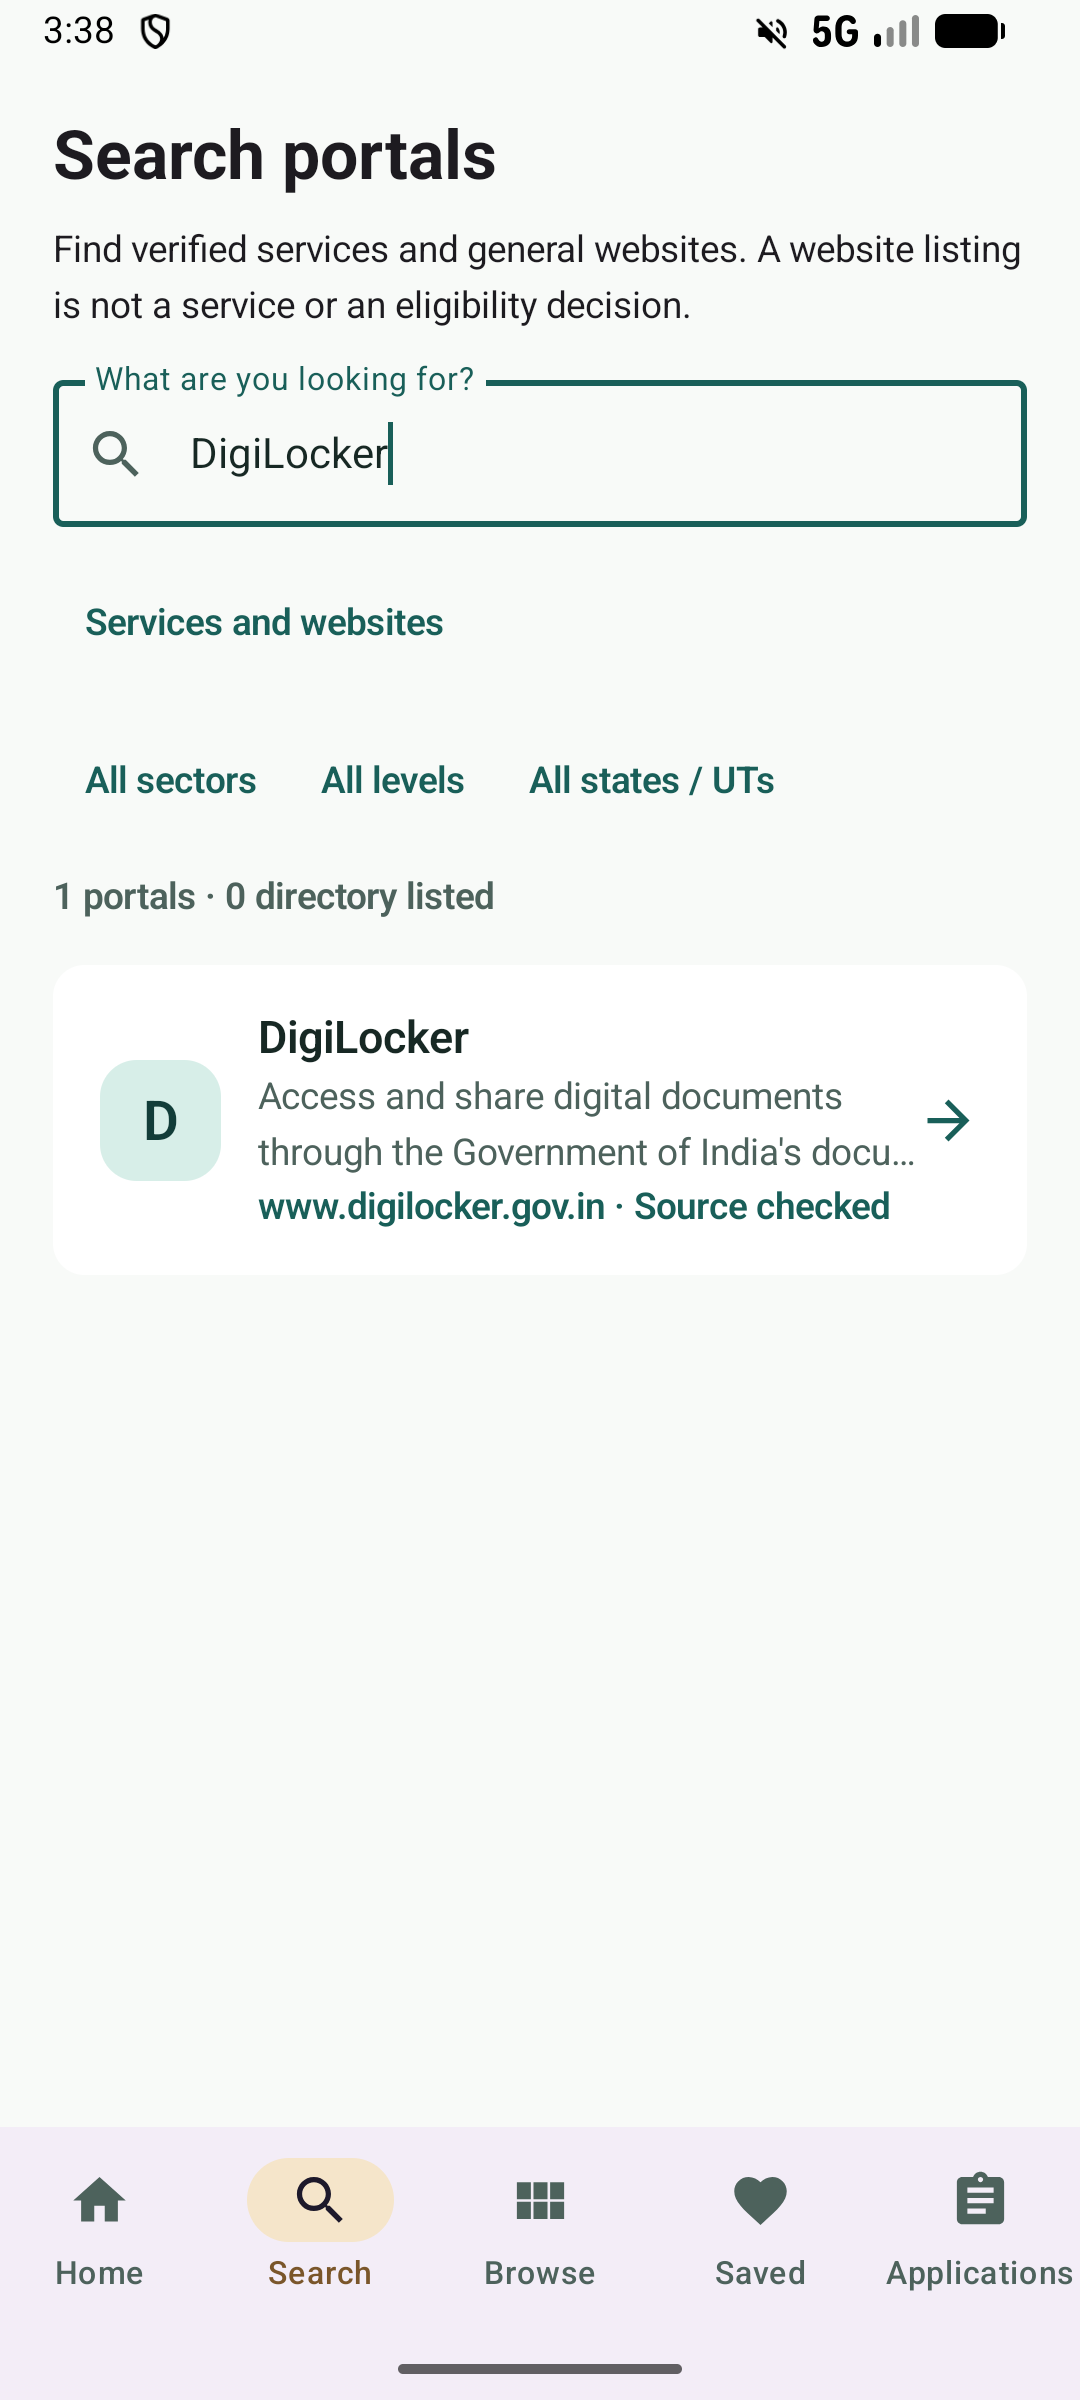 3:38
5G
Search portals
Find verified services and general websites. A website listing
is not a service or an eligibility decision.
What are you looking for?
DigiLocker
Services and websites
All sectors All levels All states / UTs
1 portals · 0 directory listed
DigiLocker
D
Access and share digital documents
through the Government of India's docu…
www.digilocker.gov.in · Source checked
Home Search Browse Saved Applications